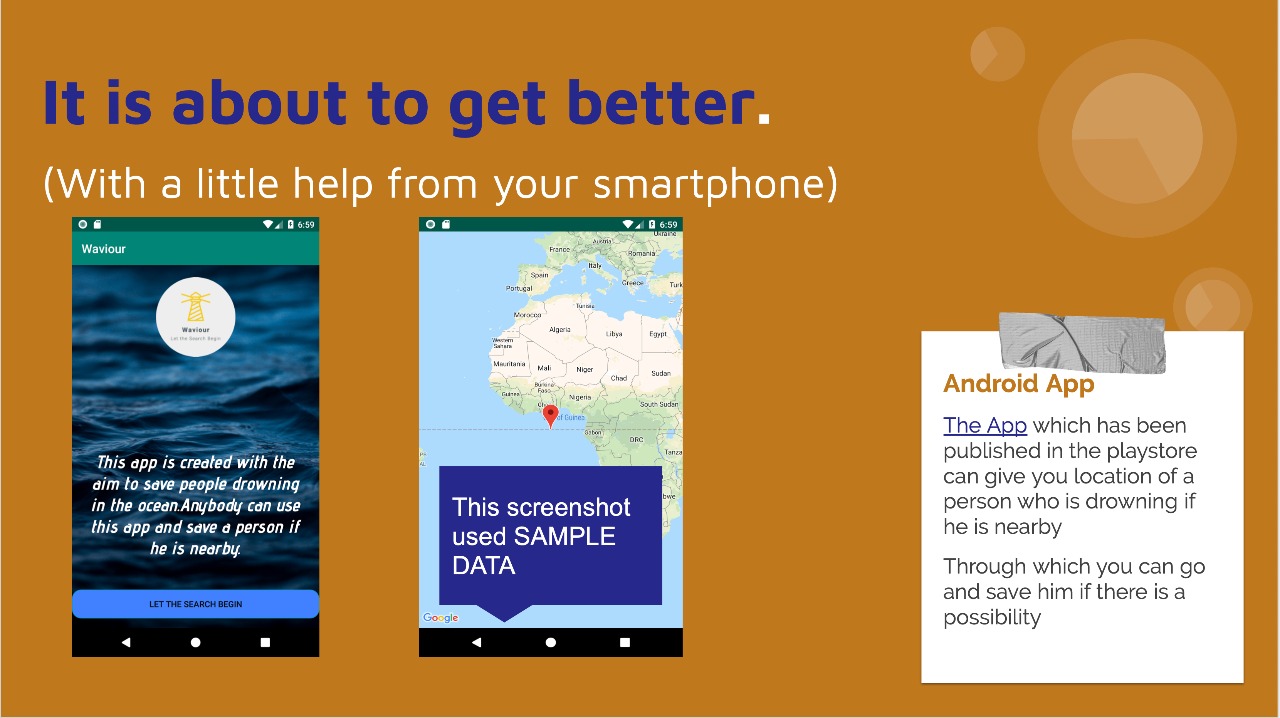 It is about to get better.
(With a little help from your smartphone)
6:59
Waviour
Waviour
Let the Search Begin
This app is created with the
aim to save people drowning
in the ocean.Anybody can use
this app and save a person if
he is nearby.
LET THE SEARCH BEGIN
6:59
Ukraine
Austria
France
Romania
Italy
Spain
Greece
Turk
Portugal
Tunisia
Morocco
Algeria
Libya
Egypt
Western
Sahara
Mauritania
Mali
Niger
Sudan
Chad
Burkina
Faso
Guinea
Nigeria
South Sudan
of Guinea
Gabon
DRC
Tanza
This screenshot
used SAMPLE
DATA
Google
Android App
The App which has been
published in the playstore
can give you location of a
person who is drowning if
he is nearby
Through which you can go
and save him if there is a
possibility